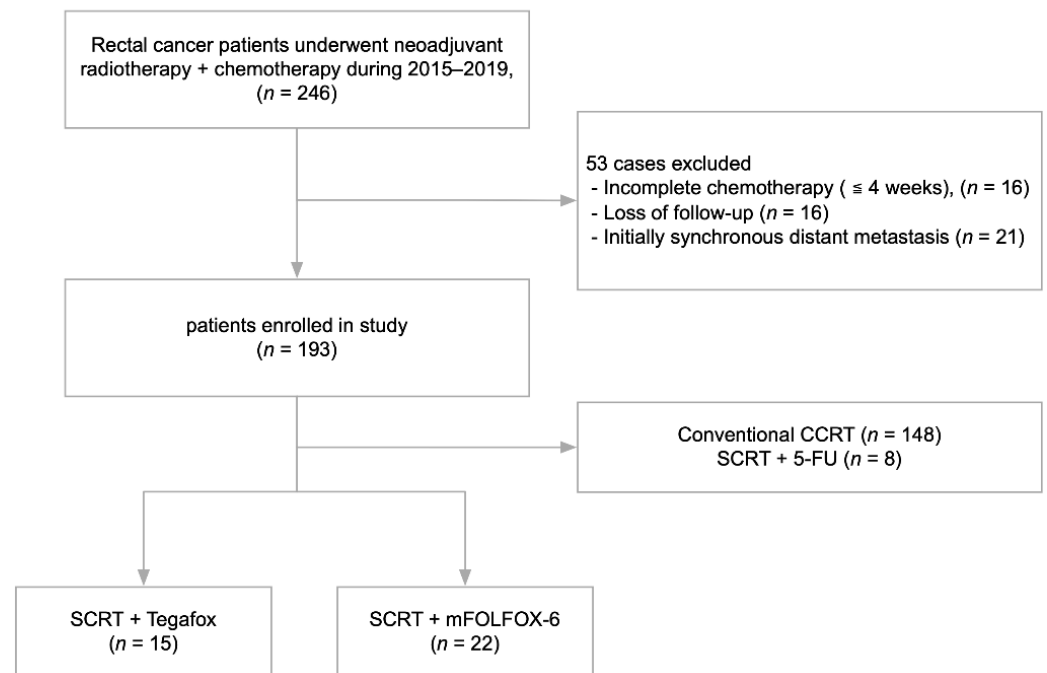 Rectal cancer patients underwent neoadjuvant
radiotherapy + chemotherapy during 2015–2019,
(n = 246)
53 cases excluded
- Incomplete chemotherapy ( ≦ 4 weeks), (n = 16)
- Loss of follow-up (n = 16)
- Initially synchronous distant metastasis (n = 21)
patients enrolled in study
(n = 193)
Conventional CCRT (n = 148)
SCRT + 5-FU (n = 8)
SCRT + Tegafox
(n = 15)
SCRT + mFOLFOX-6
(n = 22)